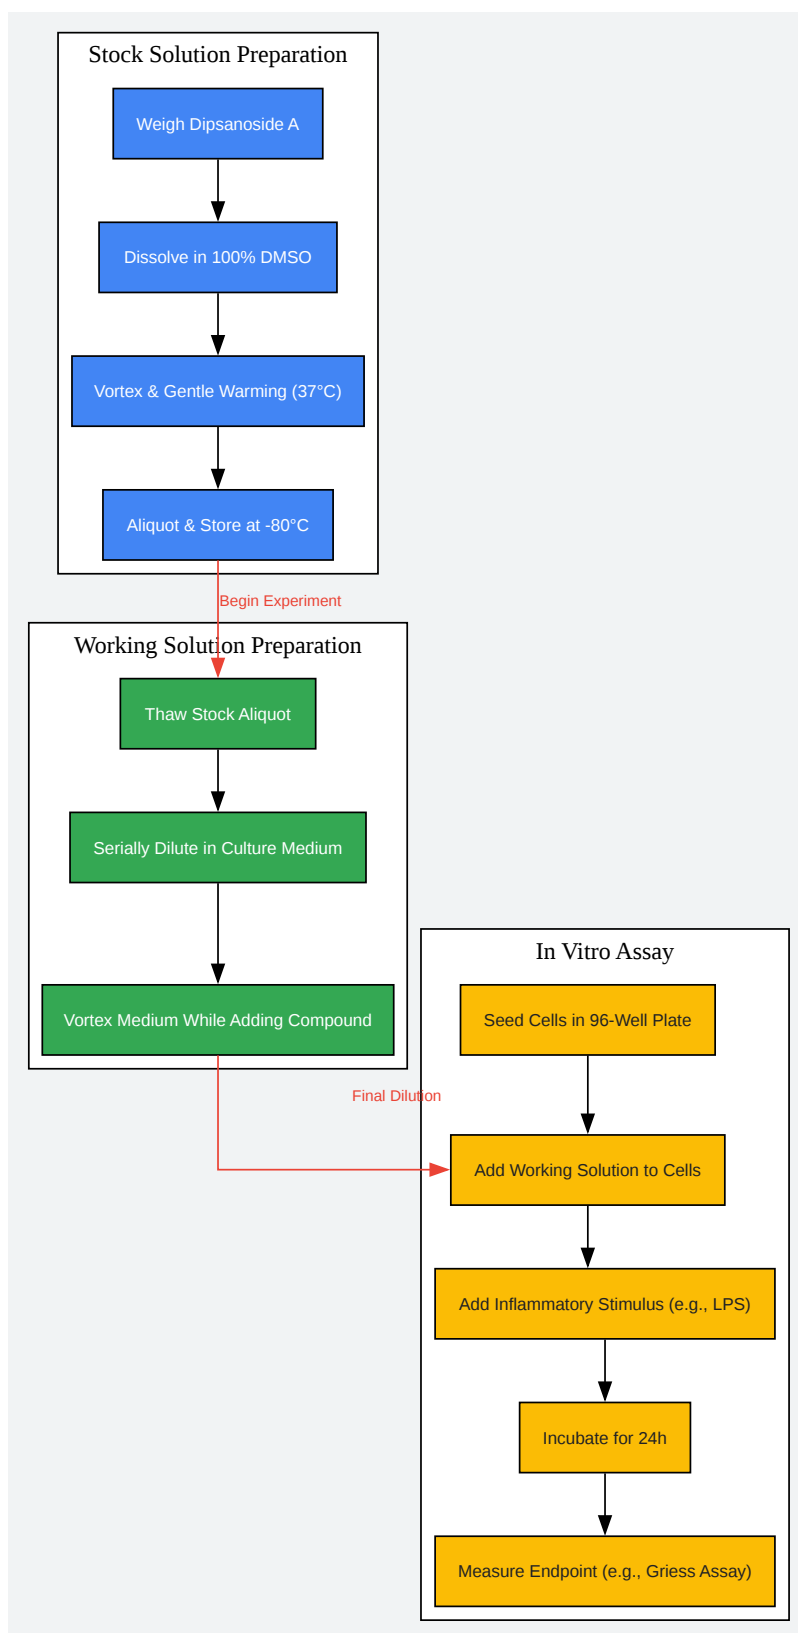 Stock Solution Preparation
Weigh Dipsanoside A
Dissolve in 100% DMSO
Vortex & Gentle Warming (37°C)
Aliquot & Store at -80°C
Begin Experiment
Working Solution Preparation
Thaw Stock Aliquot
Serially Dilute in Culture Medium
Vortex Medium While Adding Compound
Final Dilution
In Vitro Assay
Seed Cells in 96-Well Plate
Add Working Solution to Cells
Add Inflammatory Stimulus (e.g., LPS)
Incubate for 24h
Measure Endpoint (e.g., Griess Assay)